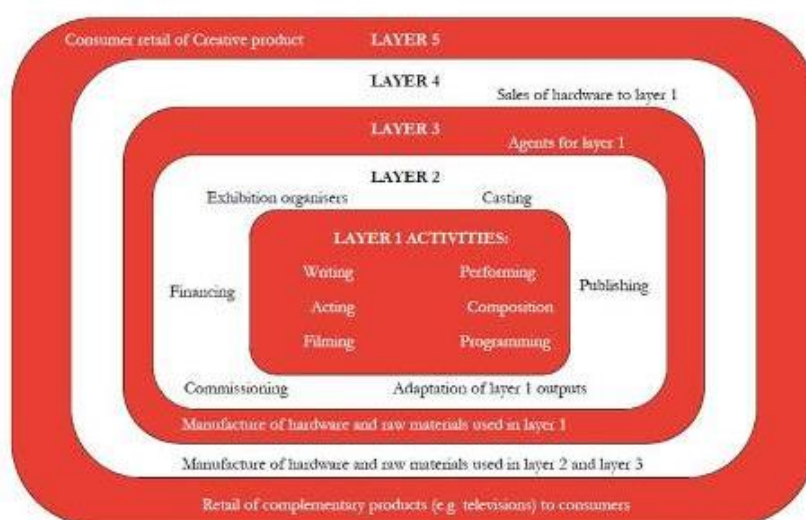 Consumer retail of Creative product LAYER 5
LAYER 4
Sales of hardware to layer 1
LAYER 3
Agents for layer 1
LAYER 2
Exhibition organisers Casting
LAYER 1 ACTIVITIES:
Writing Performing
Financing Publishing
Acting Composition
Filming Programming
Commissioning Adaptation of layer 1 outputs
Manufacture of hardware and raw materials used in layer 1
Manufacture of hardware and raw materials used in layer 2 and layer 3
Retail of complementary products (e.g. televisions) to consumers